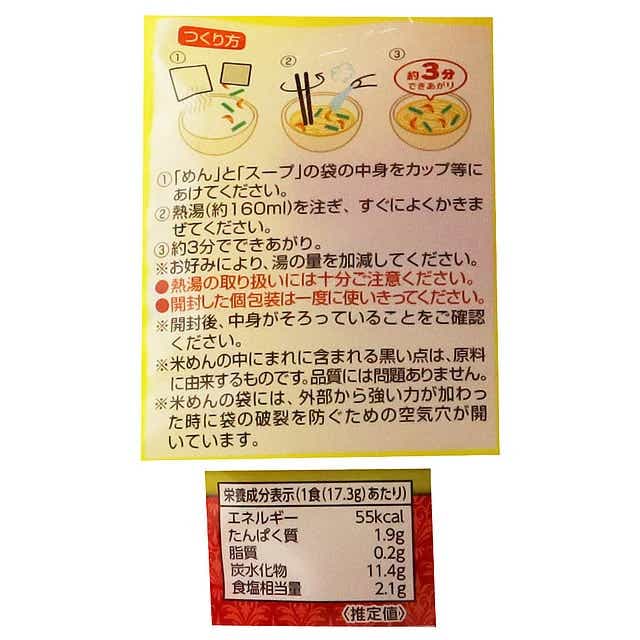 つくり方
① ② ③
約3分
できあがり
①「めん」と「スープ」の袋の中身をカップ等に
あけてください。
②熱湯(約160ml)を注ぎ、すぐによくかきま
ぜてください。
③約3分でできあがり。
※お好みにより、湯の量を加減してください。
●熱湯の取り扱いには十分ご注意ください。
●開封した個包装は一度に使いきってください。
※開封後、中身がそろっていることをご確認
ください。
※米めんの中にまれに含まれる黒い点は、原料
に由来するものです。品質には問題ありません。
※米めんの袋には、外部から強い力が加わっ
た時に袋の破裂を防ぐための空気穴が開
いています。
栄養成分表示(1食(17.3g)あたり)
エネルギー 55kcal
たんぱく質 1.9g
脂質 0.2g
炭水化物 11.4g
食塩相当量 2.1g
〈推定値〉